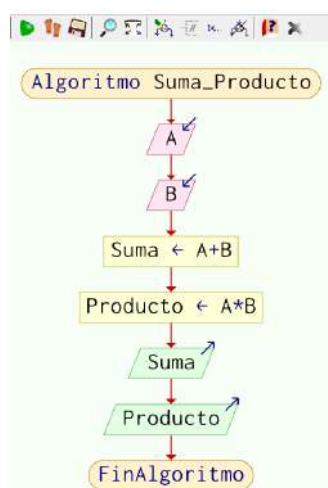 Algoritmo Suma_Producto
A
B
Suma ← A+B
Producto ← A*B
Suma
Producto
FinAlgoritmo